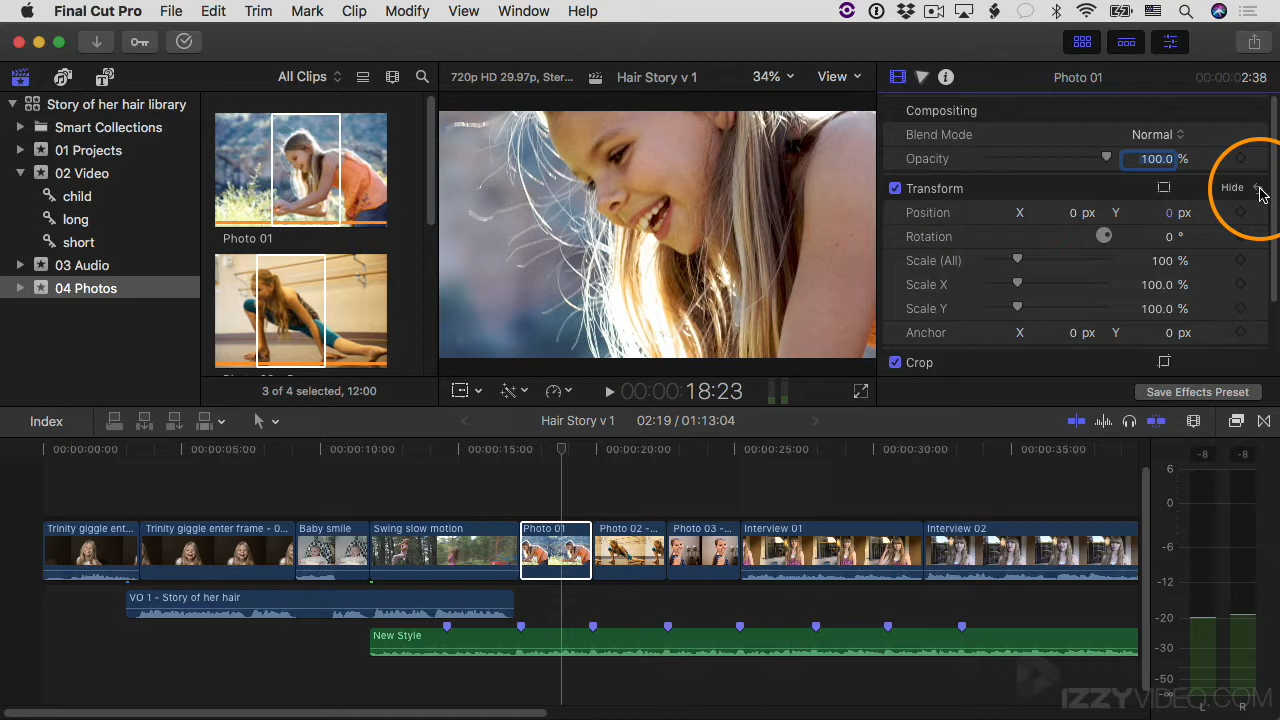 Final Cut Pro File Edit Trim Mark Clip Modify View Window Help
All Clips
720p HD 29.97, Ster... Hair Story v 1 34% View
Photo 01 00:00:02:38
Story of her hair library
Smart Collections
01 Projects
02 Video
child
long
short
03 Audio
04 Photos
Photo 01
3 of 4 selected, 12:00
00:00:18:23
Compositing
Blend Mode Normal
Opacity 100.0 %
Transform Hide
Position X 0 px Y 0 px
Rotation 0 °
Scale (All) 100 %
Scale X 100.0 %
Scale Y 100.0 %
Anchor X 0 px Y 0 px
Crop
Save Effects Preset
Index Hair Story v 1 02:19 / 01:13:04
00:00:00:00 00:00:05:00 00:00:10:00 00:00:15:00 00:00:20:00 00:00:25:00 00:00:30:00 00:00:35:00
-8 -8
6
0
-6
-12
-20
-30
-50
-∞
L R
Trinity giggle ent... Trinity giggle enter frame - 0... Baby smile Swing slow motion Photo 01 Photo 02 -... Photo 03 -... Interview 01 Interview 02
VO 1 - Story of her hair
New Style
IZZYVIDEO.COM